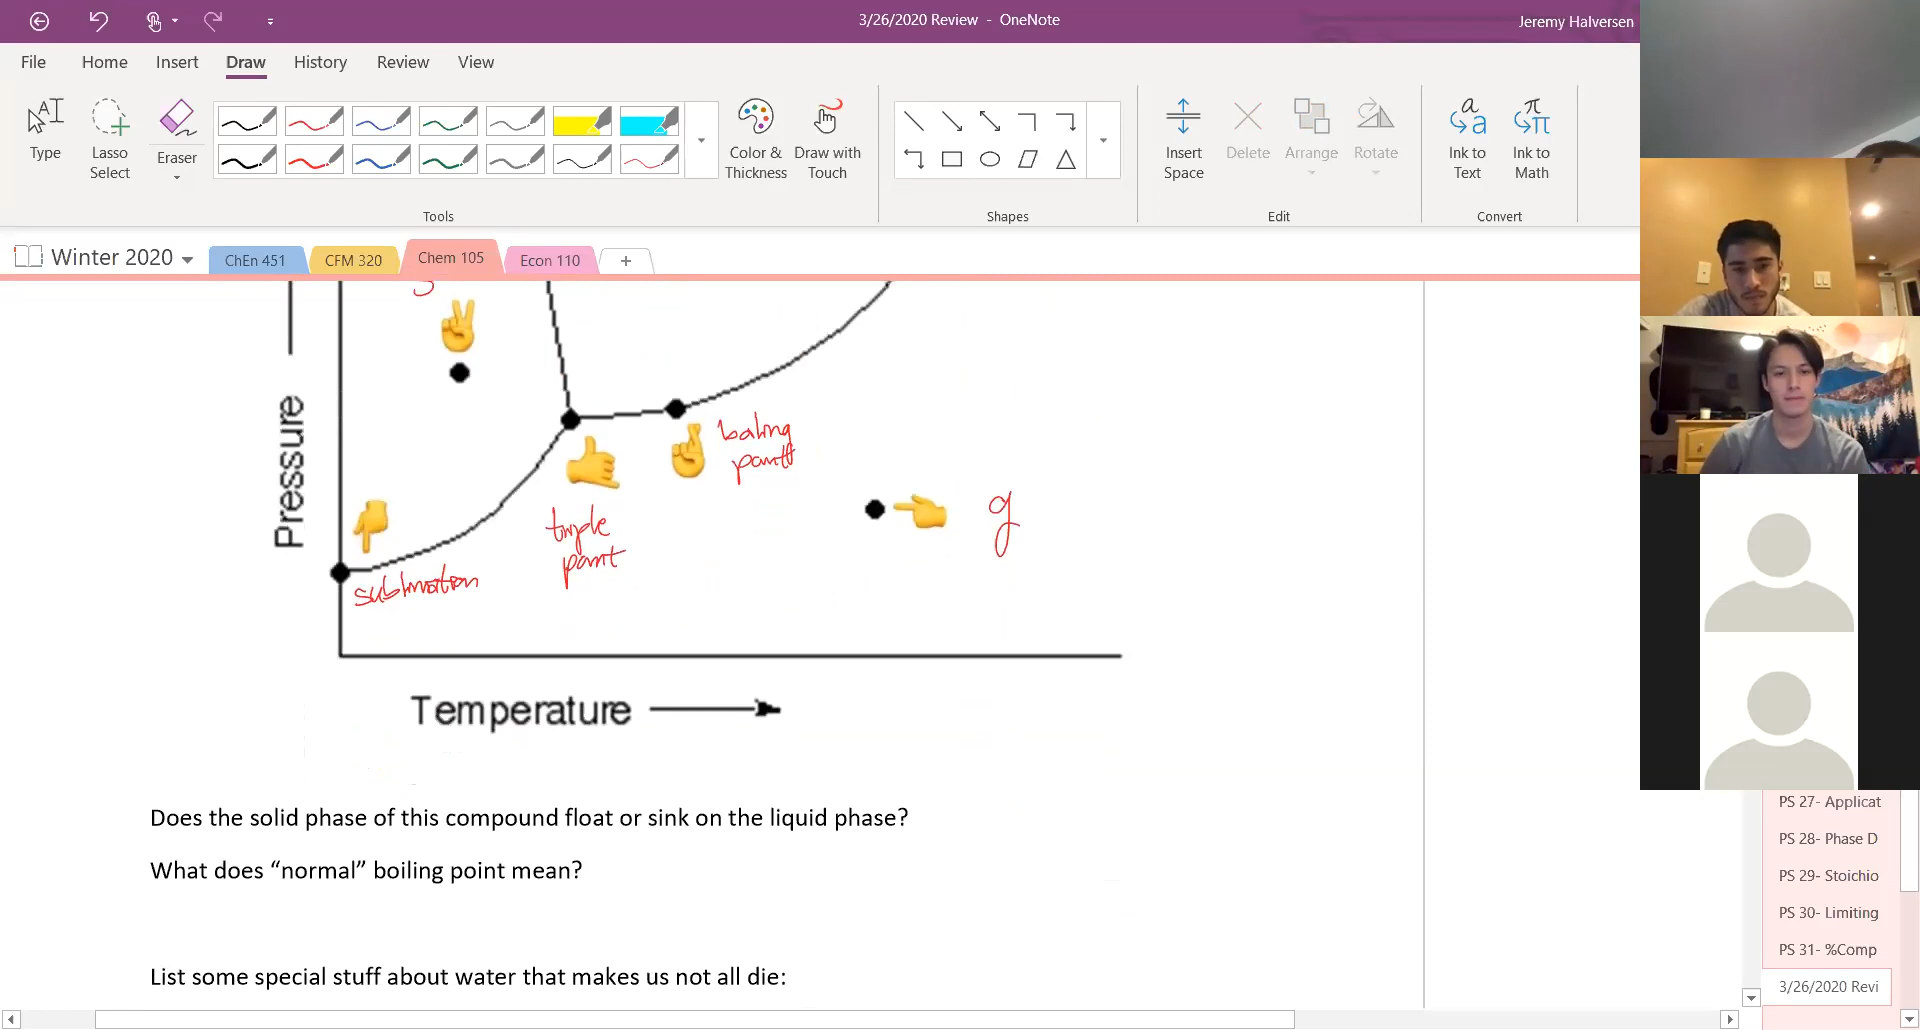 3/26/2020 Review - OneNote
Jeremy Halversen
File Home Insert Draw History Review View
Type
Lasso Select
Eraser
Color & Thickness
Draw with Touch
Insert Space
Delete
Arrange
Rotate
Ink to Text
Ink to Math
Tools
Shapes
Edit
Convert
Winter 2020
ChEn 451
CFM 320
Chem 105
Econ 110
+
Pressure
boiling
point
g
triple
point
sublimation
Temperature
Does the solid phase of this compound float or sink on the liquid phase?
What does “normal” boiling point mean?
List some special stuff about water that makes us not all die:
PS 27- Applicat
PS 28- Phase D
PS 29- Stoichio
PS 30- Limiting
PS 31- %Comp
3/26/2020 Revi